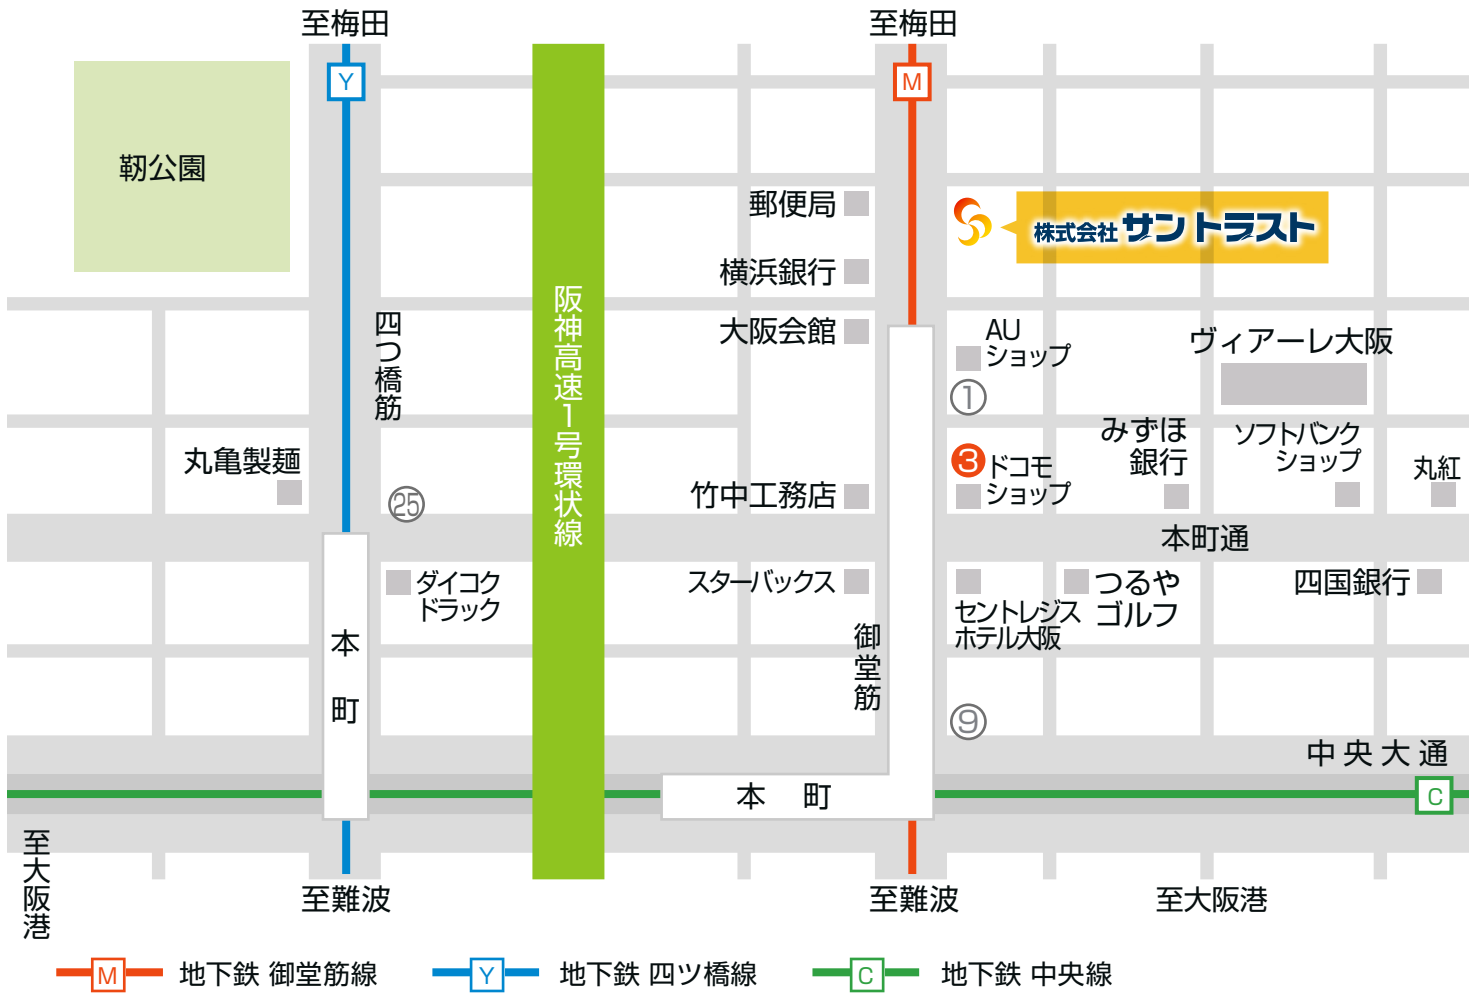 至梅田
至梅田
Y
M
靭公園
郵便局
株式会社 サントラスト
横浜銀行
大阪会館
四つ橋筋
阪神高速1号環状線
AU
ショップ
ヴィアーレ大阪
①
みずほ
銀行
ソフトバンク
ショップ
丸亀製麺
❸
ドコモ
ショップ
丸紅
㉕
竹中工務店
本町通
ダイコク
ドラック
スターバックス
セントレジス
ホテル大阪
つるや
ゴルフ
四国銀行
本町
御堂筋
⑨
中央大通
本町
C
至大阪港
至難波
至難波
至大阪港
M 地下鉄 御堂筋線
Y 地下鉄 四ツ橋線
C 地下鉄 中央線